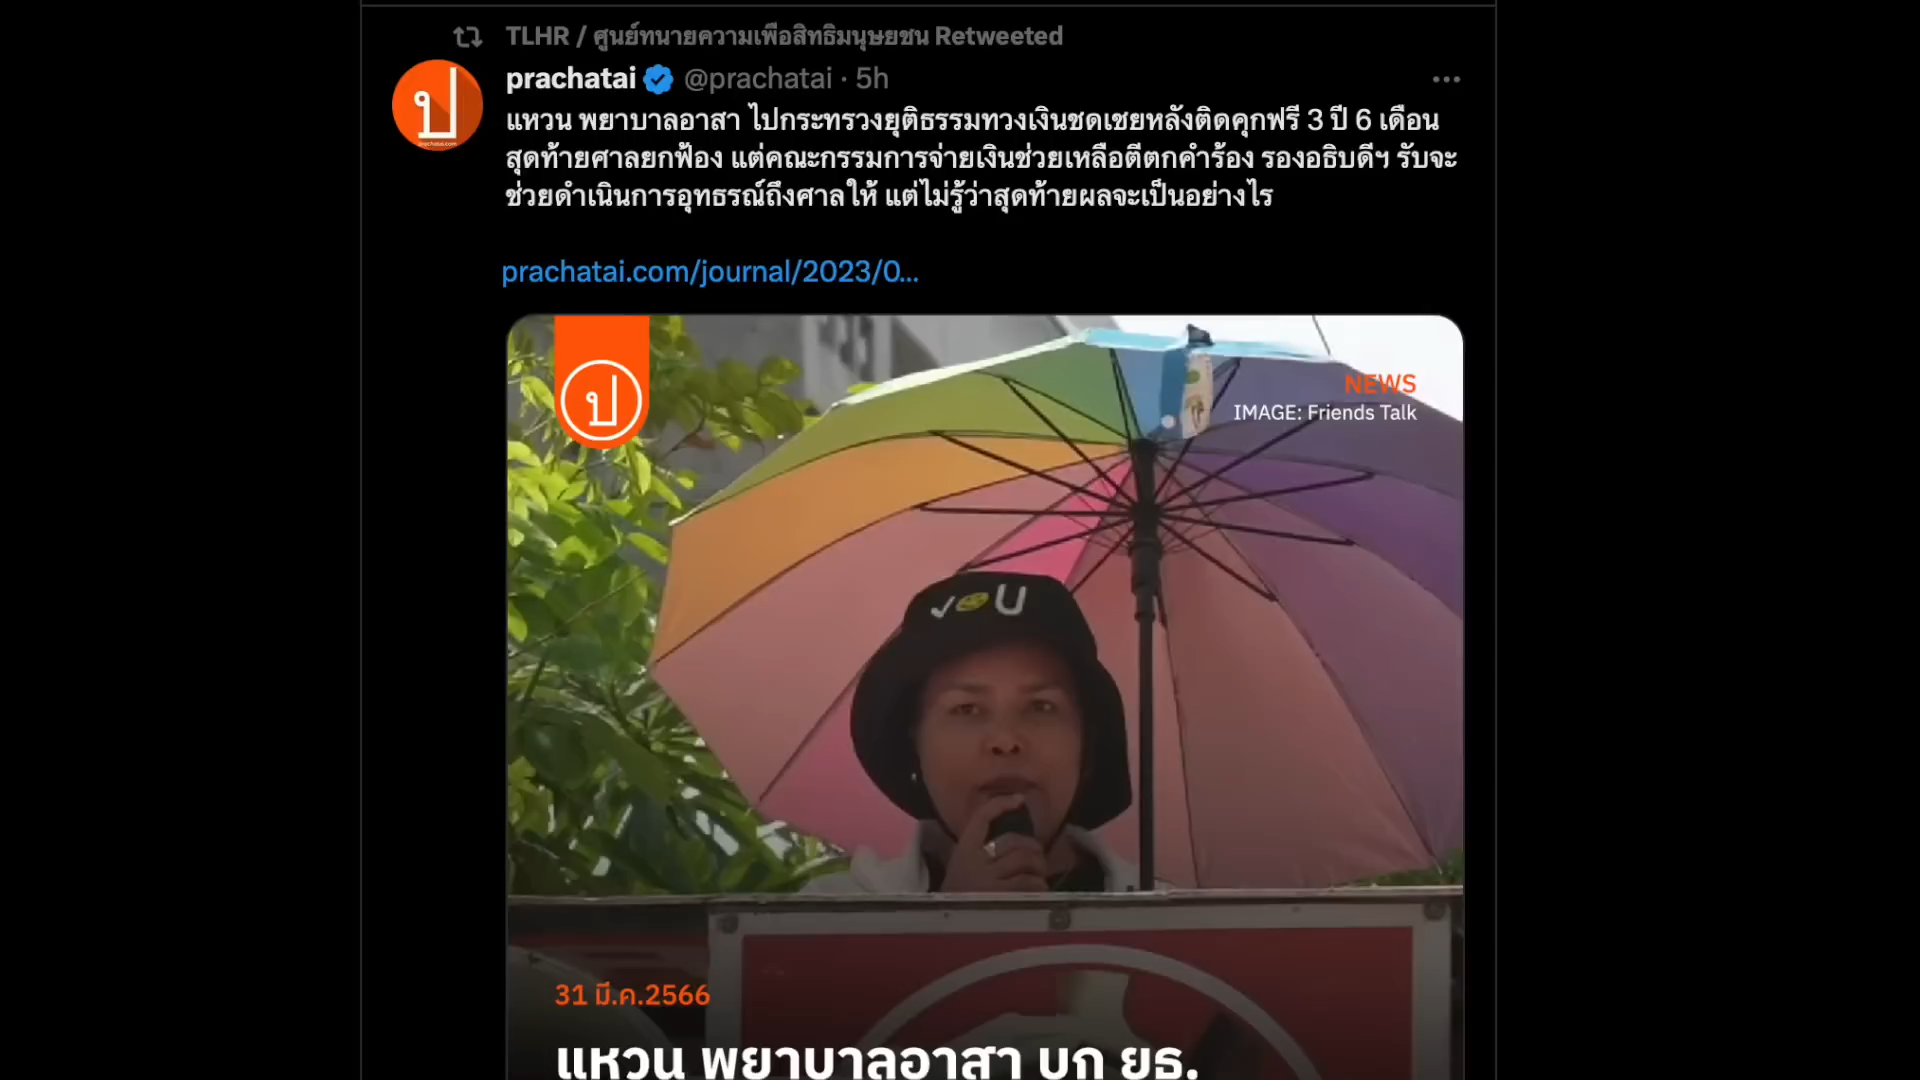 TLHR / ศูนย์ทนายความเพื่อสิทธิมนุษยชน Retweeted
prachatai @prachatai · 5h
แหวน พยาบาลอาสา ไปกระทรวงยุติธรรมทวงเงินชดเชยหลังติดคุกฟรี 3 ปี 6 เดือน
สุดท้ายศาลยกฟ้อง แต่คณะกรรมการจ่ายเงินช่วยเหลือตีตกคำร้อง รองอธิบดีฯ รับจะ
ช่วยดำเนินการอุทธรณ์ถึงศาลให้ แต่ไม่รู้ว่าสุดท้ายผลจะเป็นอย่างไร
prachatai.com/journal/2023/0...
ป
NEWS
IMAGE: Friends Talk
31 มี.ค.2566
แหวน พยาบาลอาสา บุก ยธ.